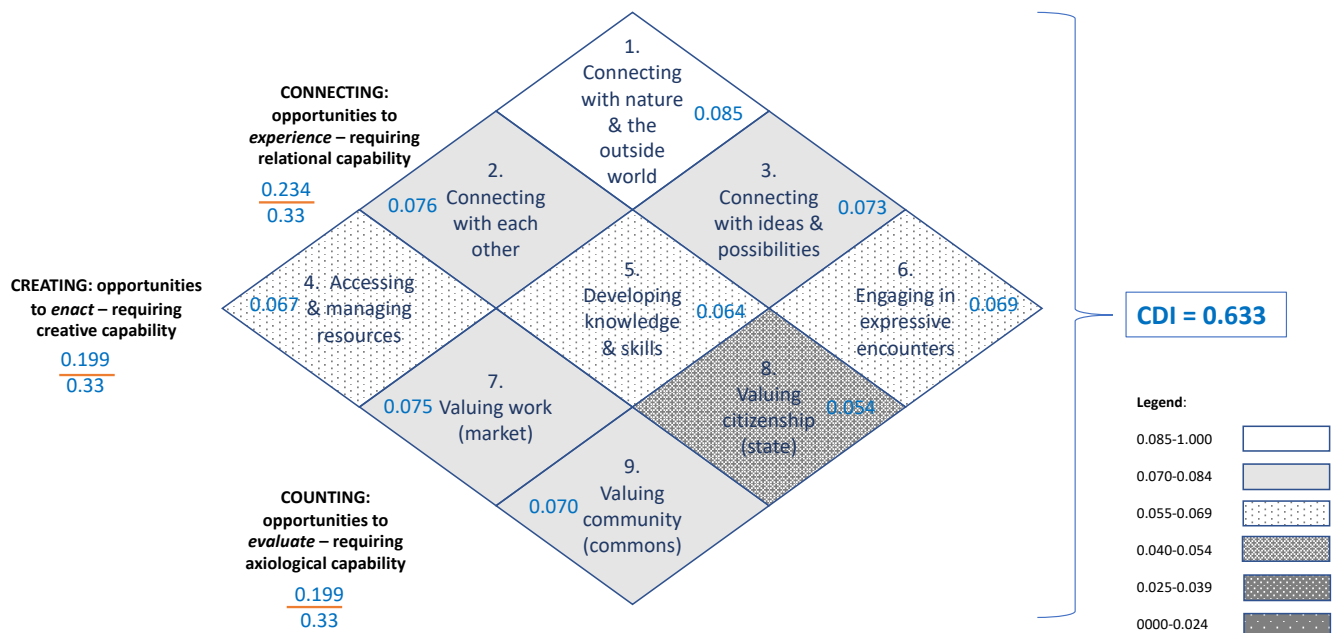 CONNECTING:
opportunities to
experience – requiring
relational capability
0.234
0.33
CREATING: opportunities
to enact – requiring
creative capability
0.199
0.33
COUNTING:
opportunities to
evaluate – requiring
axiological capability
0.199
0.33
1.
Connecting
with nature
& the
outside
world
0.085
2.
Connecting
with each
other
0.076
3.
Connecting
with ideas &
possibilities
0.073
4. Accessing
& managing
resources
0.067
5.
Developing
knowledge
& skills
0.064
6.
Engaging in
expressive
encounters
0.069
7.
Valuing work
(market)
0.075
8.
Valuing
citizenship
(state)
0.054
9.
Valuing
community
(commons)
0.070
CDI = 0.633
Legend:
0.085-1.000
0.070-0.084
0.055-0.069
0.040-0.054
0.025-0.039
0000-0.024